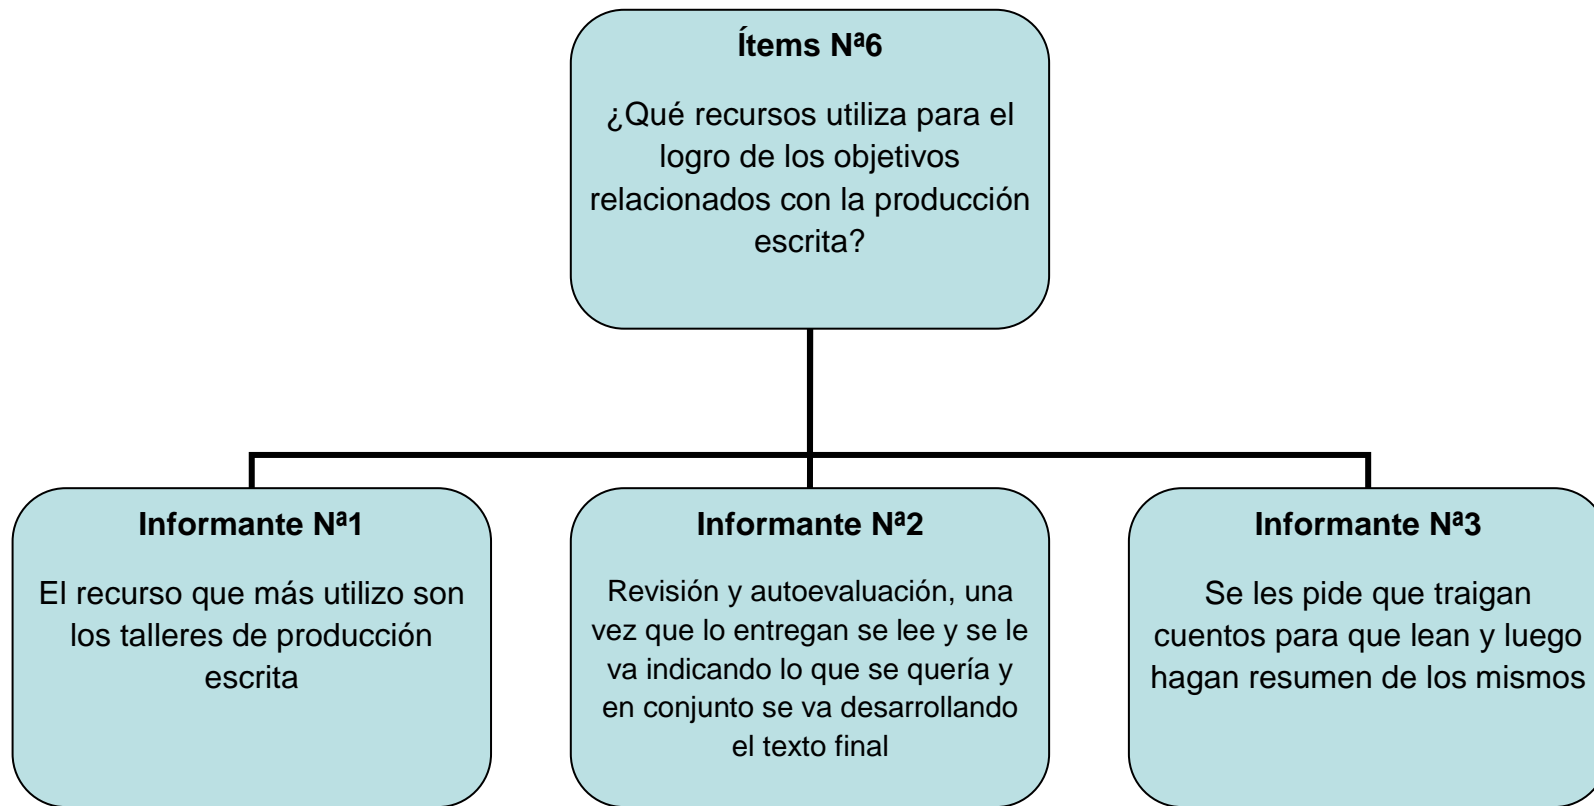 Ítems Nª6
¿Qué recursos utiliza para el
logro de los objetivos
relacionados con la producción
escrita?
Informante Nª1
El recurso que más utilizo son
los talleres de producción
escrita
Informante Nª2
Revisión y autoevaluación, una
vez que lo entregan se lee y se le
va indicando lo que se quería y
en conjunto se va desarrollando
el texto final
Informante Nª3
Se les pide que traigan
cuentos para que lean y luego
hagan resumen de los mismos